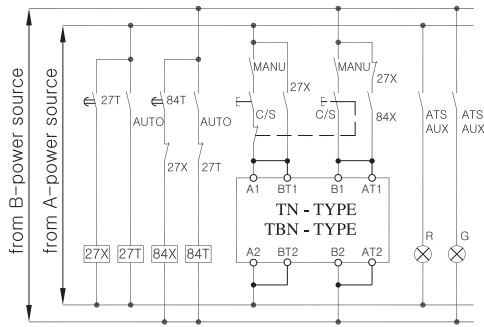 from B-power source
from A-power source
27T
AUTO
84T
AUTO
27X
27T
MANU
C/S
27X
MANU
C/S
27X
84X
ATS
AUX
ATS
AUX
A1
BT1
B1
AT1
TN - TYPE
TBN - TYPE
A2
BT2
B2
AT2
27X
27T
84X
84T
R
G